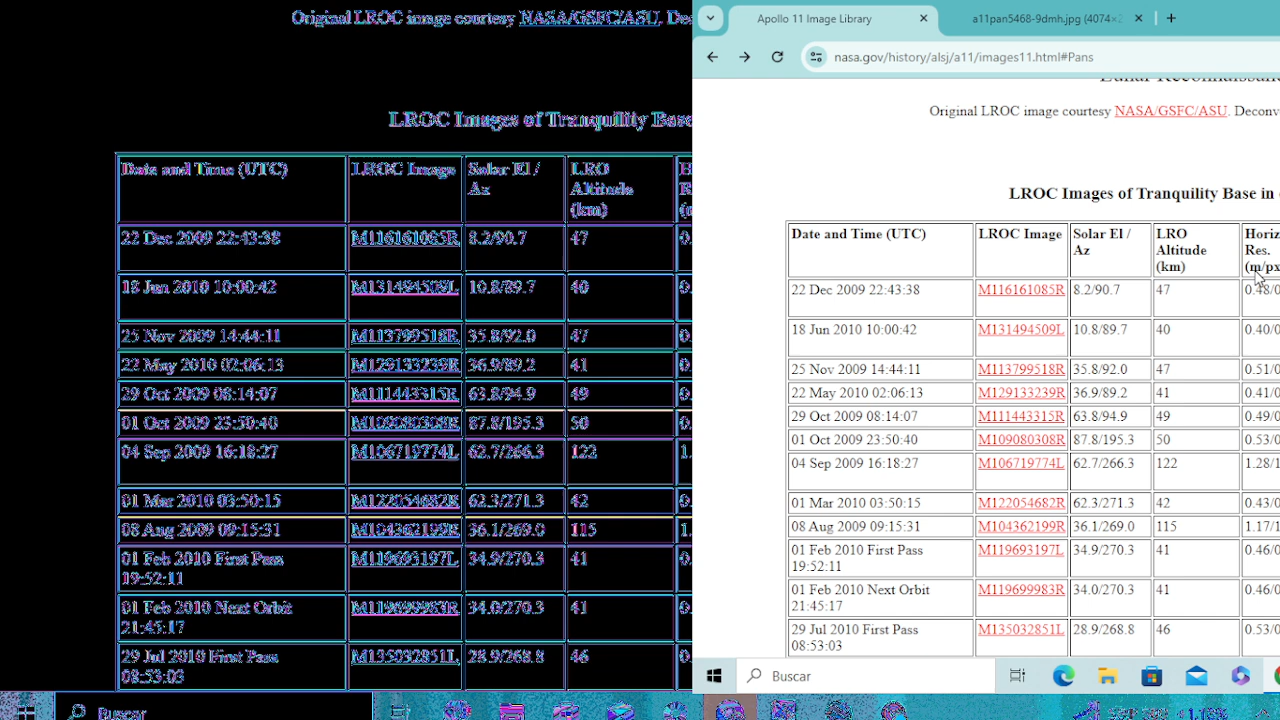 Original LROC image courtesy NASA/GSFC/ASU.
LROC Images of Tranquility Base
Date and Time (UTC) LROC Image Solar El / Az LRO Altitude (km)
22 Dec 2009 22:43:38 M116161085R 8.2/90.7 47
18 Jun 2010 10:00:42 M131494509L 10.8/89.7 40
25 Nov 2009 14:44:11 M113799518R 35.8/92.0 47
22 May 2010 02:06:13 M129133239R 36.9/89.2 41
29 Oct 2009 08:14:07 M111443315R 63.8/94.9 49
01 Oct 2009 23:50:40 M109080308R 87.8/195.3 50
04 Sep 2009 16:18:27 M106719774L 62.7/266.3 122
01 Mar 2010 03:50:15 M122054682R 62.3/271.3 42
08 Aug 2009 09:15:31 M104362199R 36.1/269.0 115
01 Feb 2010 First Pass M119693197L 34.9/270.3 41
19:52:11
01 Feb 2010 Next Orbit M119699983R 34.0/270.3 41
21:45:17
29 Jul 2010 First Pass M135032851L 28.9/268.8 46
08:53:03
Buscar
Apollo 11 Image Library
a11pan5468-9dmh.jpg (4074×2
nasa.gov/history/alsj/a11/images11.html#Pans
Original LROC image courtesy NASA/GSFC/ASU. Deconv
LROC Images of Tranquility Base in
Date and Time (UTC) LROC Image Solar El / LRO Horiz
Az Altitude Res.
(km) (m/px
22 Dec 2009 22:43:38 M116161085R 8.2/90.7 47
18 Jun 2010 10:00:42 M131494509L 10.8/89.7 40 0.40/0
25 Nov 2009 14:44:11 M113799518R 35.8/92.0 47 0.51/0
22 May 2010 02:06:13 M129133239R 36.9/89.2 41 0.41/0
29 Oct 2009 08:14:07 M111443315R 63.8/94.9 49 0.49/0
01 Oct 2009 23:50:40 M109080308R 87.8/195.3 50 0.53/0
04 Sep 2009 16:18:27 M106719774L 62.7/266.3 122 1.28/1
01 Mar 2010 03:50:15 M122054682R 62.3/271.3 42 0.43/0
08 Aug 2009 09:15:31 M104362199R 36.1/269.0 115 1.17/1
01 Feb 2010 First Pass M119693197L 34.9/270.3 41 0.46/0
19:52:11
01 Feb 2010 Next Orbit M119699983R 34.0/270.3 41 0.46/0
21:45:17
29 Jul 2010 First Pass M135032851L 28.9/268.8 46 0.53/0
08:53:03
Buscar